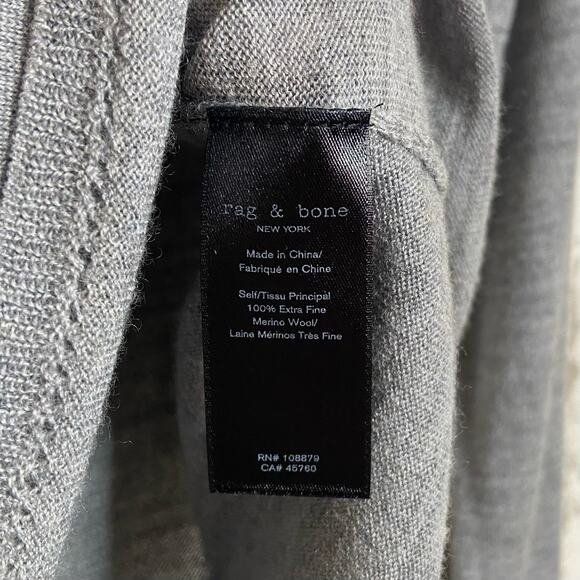 rag & bone
NEW YORK
Made in China/
Fabriqué en Chine
Self/Tissu Principal
100% Extra Fine
Merino Wool/
Laine Mérinos Très Fine
RN# 108879
CA# 45760